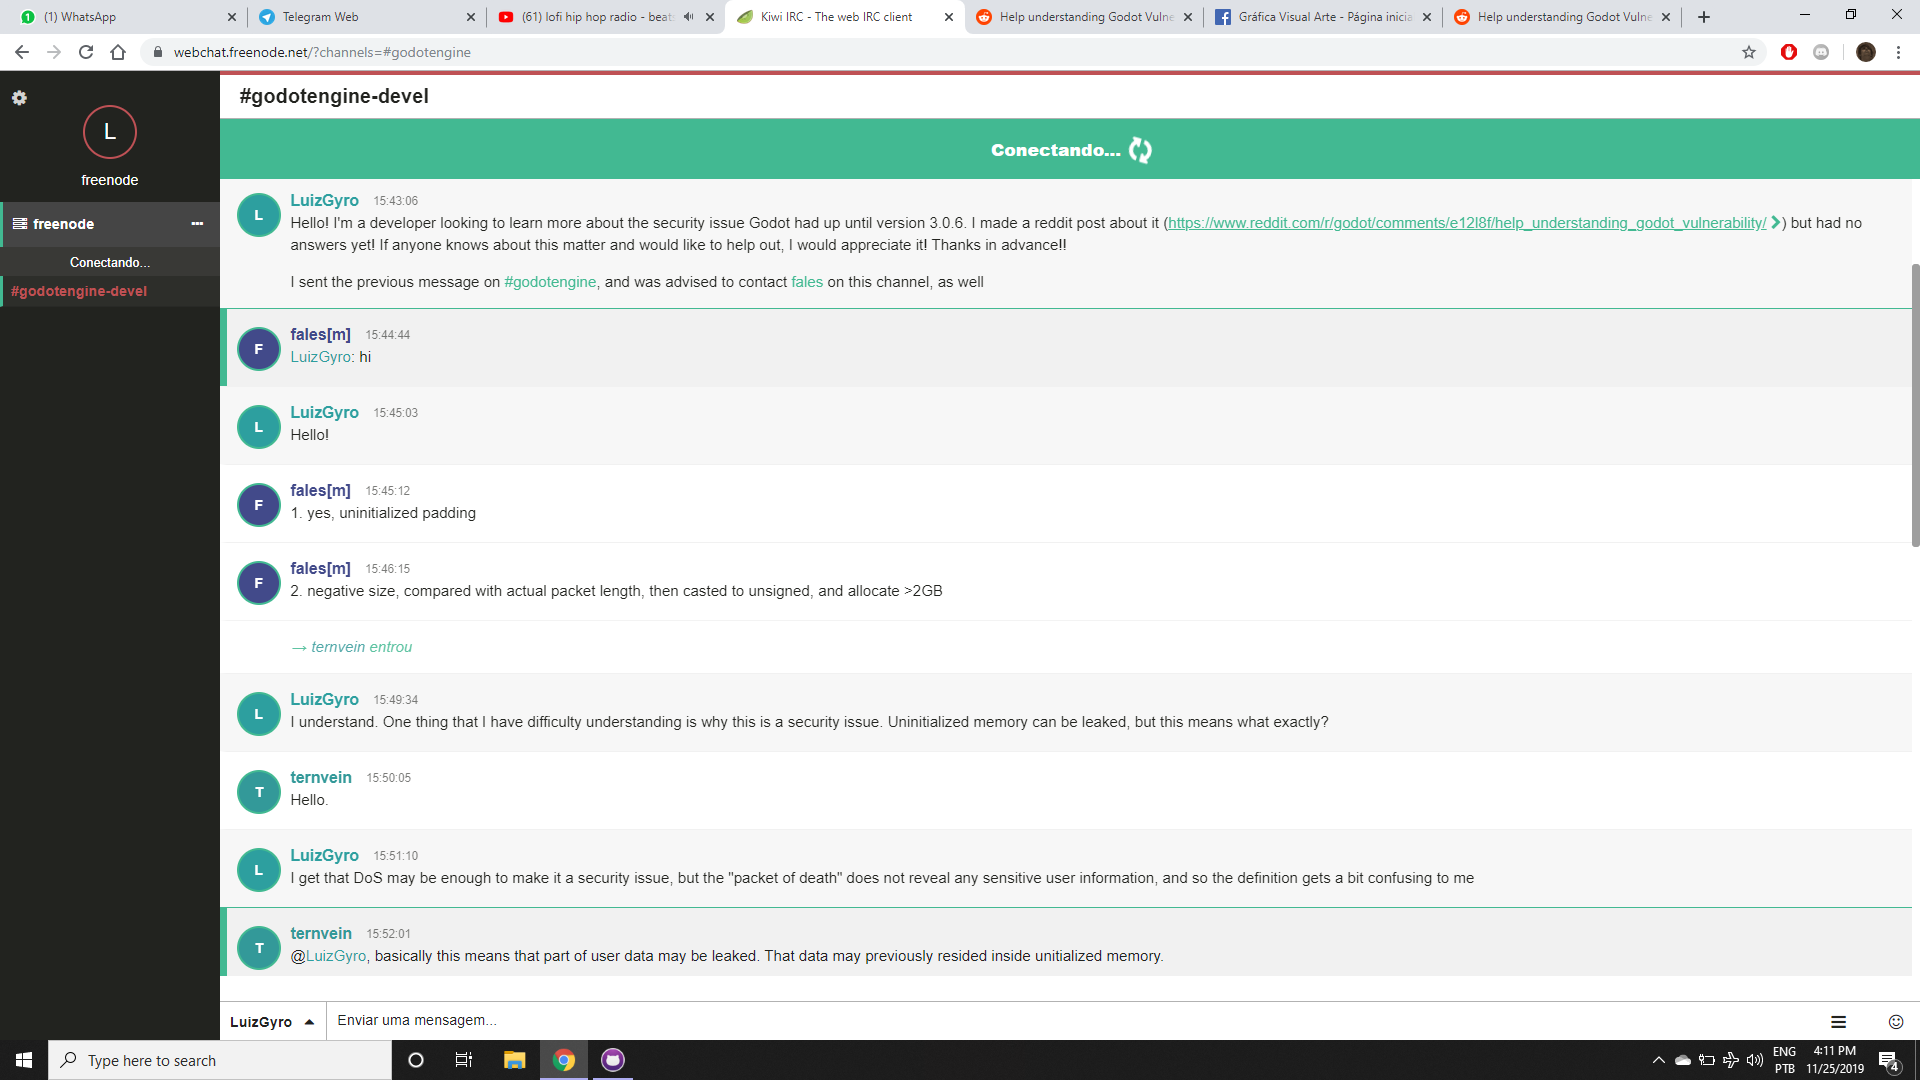 (1) WhatsApp
Telegram Web
(61) lofi hip hop radio - beats
Kiwi IRC - The web IRC client
Help understanding Godot Vulne
Gráfica Visual Arte - Página inicia
Help understanding Godot Vulne
webchat.freenode.net/?channels=#godotengine
L
freenode
freenode
Conectando...
#godotengine-devel
#godotengine-devel
Conectando...
L
LuizGyro 15:43:06
Hello! I'm a developer looking to learn more about the security issue Godot had up until version 3.0.6. I made a reddit post about it (https://www.reddit.com/r/godot/comments/e12l8f/help_understanding_godot_vulnerability/) but had no
answers yet! If anyone knows about this matter and would like to help out, I would appreciate it! Thanks in advance!!
I sent the previous message on #godotengine, and was advised to contact fales on this channel, as well
F
fales[m] 15:44:44
LuizGyro: hi
L
LuizGyro 15:45:03
Hello!
F
fales[m] 15:45:12
1. yes, uninitialized padding
F
fales[m] 15:46:15
2. negative size, compared with actual packet length, then casted to unsigned, and allocate >2GB
→ ternvein entrou
L
LuizGyro 15:49:34
I understand. One thing that I have difficulty understanding is why this is a security issue. Uninitialized memory can be leaked, but this means what exactly?
T
ternvein 15:50:05
Hello.
L
LuizGyro 15:51:10
I get that DoS may be enough to make it a security issue, but the "packet of death" does not reveal any sensitive user information, and so the definition gets a bit confusing to me
T
ternvein 15:52:01
@LuizGyro, basically this means that part of user data may be leaked. That data may previously resided inside unitialized memory.
LuizGyro
Enviar uma mensagem...
Type here to search
ENG
PTB
4:11 PM
11/25/2019
4